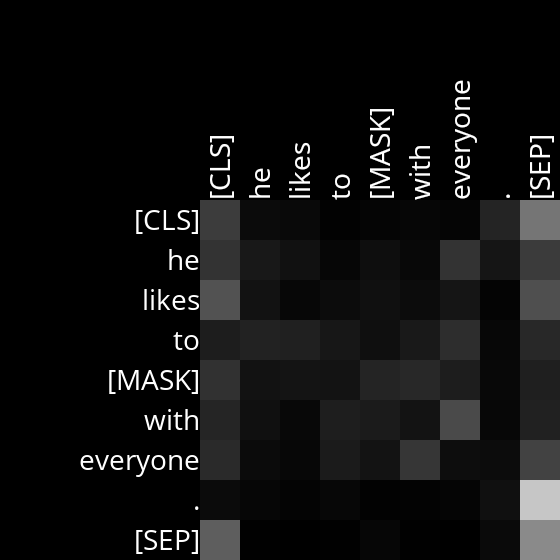 [CLS] he likes to [MASK] with everyone . [SEP]
[CLS]
he
likes
to
[MASK]
with
everyone
.
[SEP]